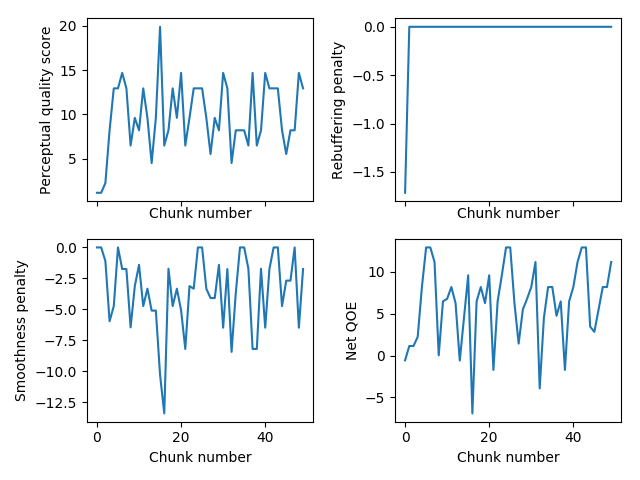 Perceptual quality score
20
15
10
5
Chunk number
Rebuffering penalty
0.0
−0.5
−1.0
−1.5
Chunk number
Smoothness penalty
0.0
−2.5
−5.0
−7.5
−10.0
−12.5
0 20 40
Chunk number
Net QOE
10
5
0
−5
0 20 40
Chunk number